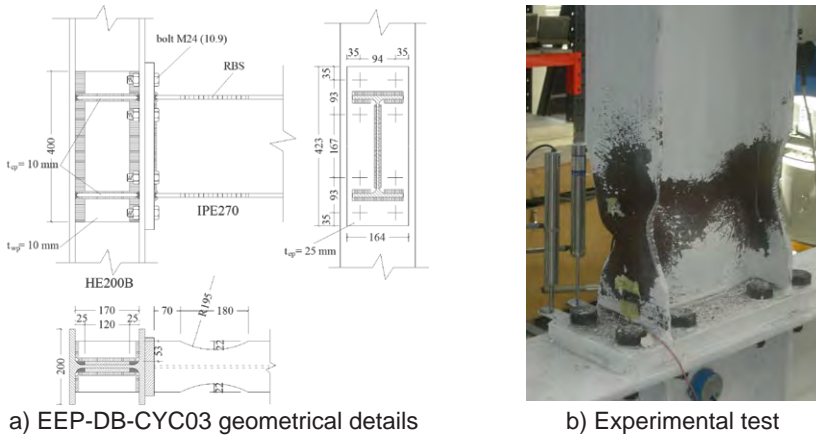 bolt M24 (10.9)
RBS
35 35
94
35
93
400
423
167
t_cp= 10 mm
93
IPE270
35
t_wp= 10 mm
t_ep= 25 mm
164
HE200B
170 70 R195 180
25 25
120
200
53
22
22
a) EEP-DB-CYC03 geometrical details
b) Experimental test